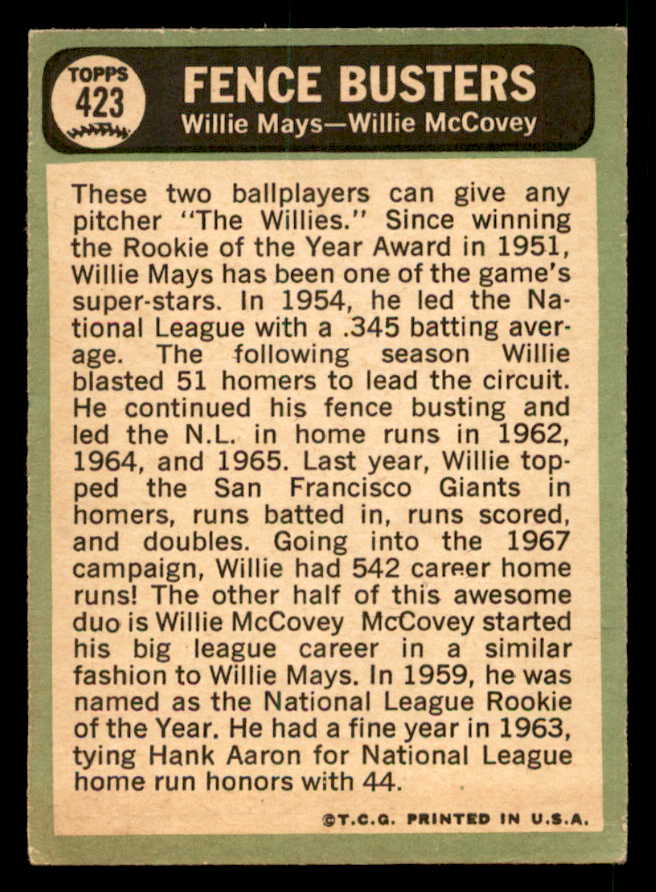 TOPPS
423
FENCE BUSTERS
Willie Mays—Willie McCovey
These two ballplayers can give any
pitcher "The Willies." Since winning
the Rookie of the Year Award in 1951,
Willie Mays has been one of the game's
super-stars. In 1954, he led the Na-
tional League with a .345 batting aver-
age. The following season Willie
blasted 51 homers to lead the circuit.
He continued his fence busting and
led the N.L. in home runs in 1962,
1964, and 1965. Last year, Willie top-
ped the San Francisco Giants in
homers, runs batted in, runs scored,
and doubles. Going into the 1967
campaign, Willie had 542 career home
runs! The other half of this awesome
duo is Willie McCovey McCovey started
his big league career in a similar
fashion to Willie Mays. In 1959, he was
named as the National League Rookie
of the Year. He had a fine year in 1963,
tying Hank Aaron for National League
home run honors with 44.
©T.C.G. PRINTED IN U.S.A.